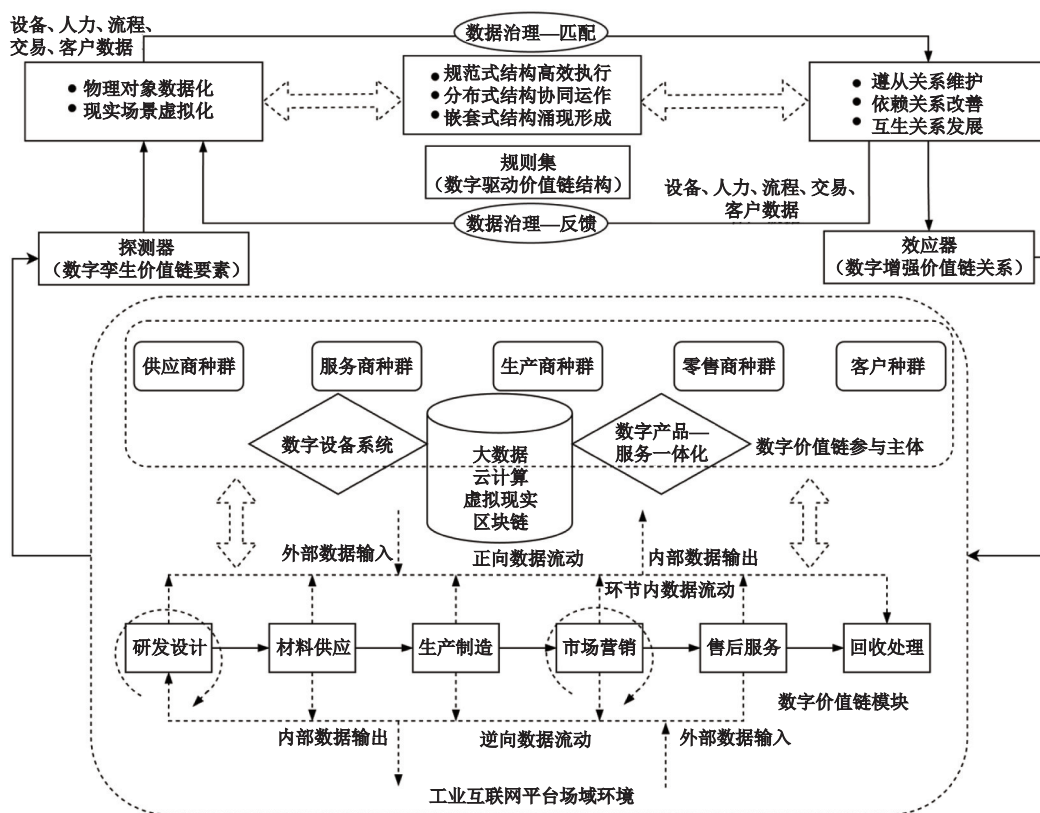 设备、人力、流程、
交易、客户数据
数据治理—匹配
● 物理对象数据化
● 现实场景虚拟化
● 规范式结构高效执行
● 分布式结构协同运作
● 嵌套式结构涌现形成
● 遵从关系维护
● 依赖关系改善
● 互生关系发展
规则集
（数字驱动价值链结构）
设备、人力、流程、交易、
客户数据
数据治理—反馈
探测器
（数字孪生价值链要素）
效应器
（数字增强价值链关系）
供应商种群
服务商种群
生产商种群
零售商种群
客户种群
数字设备系统
大数据
云计算
虚拟现实
区块链
数字产品—
服务一体化
数字价值链参与主体
外部数据输入
正向数据流动
内部数据输出
环节内数据流动
研发设计
材料供应
生产制造
市场营销
售后服务
回收处理
数字价值链模块
内部数据输出
逆向数据流动
外部数据输入
工业互联网平台场域环境